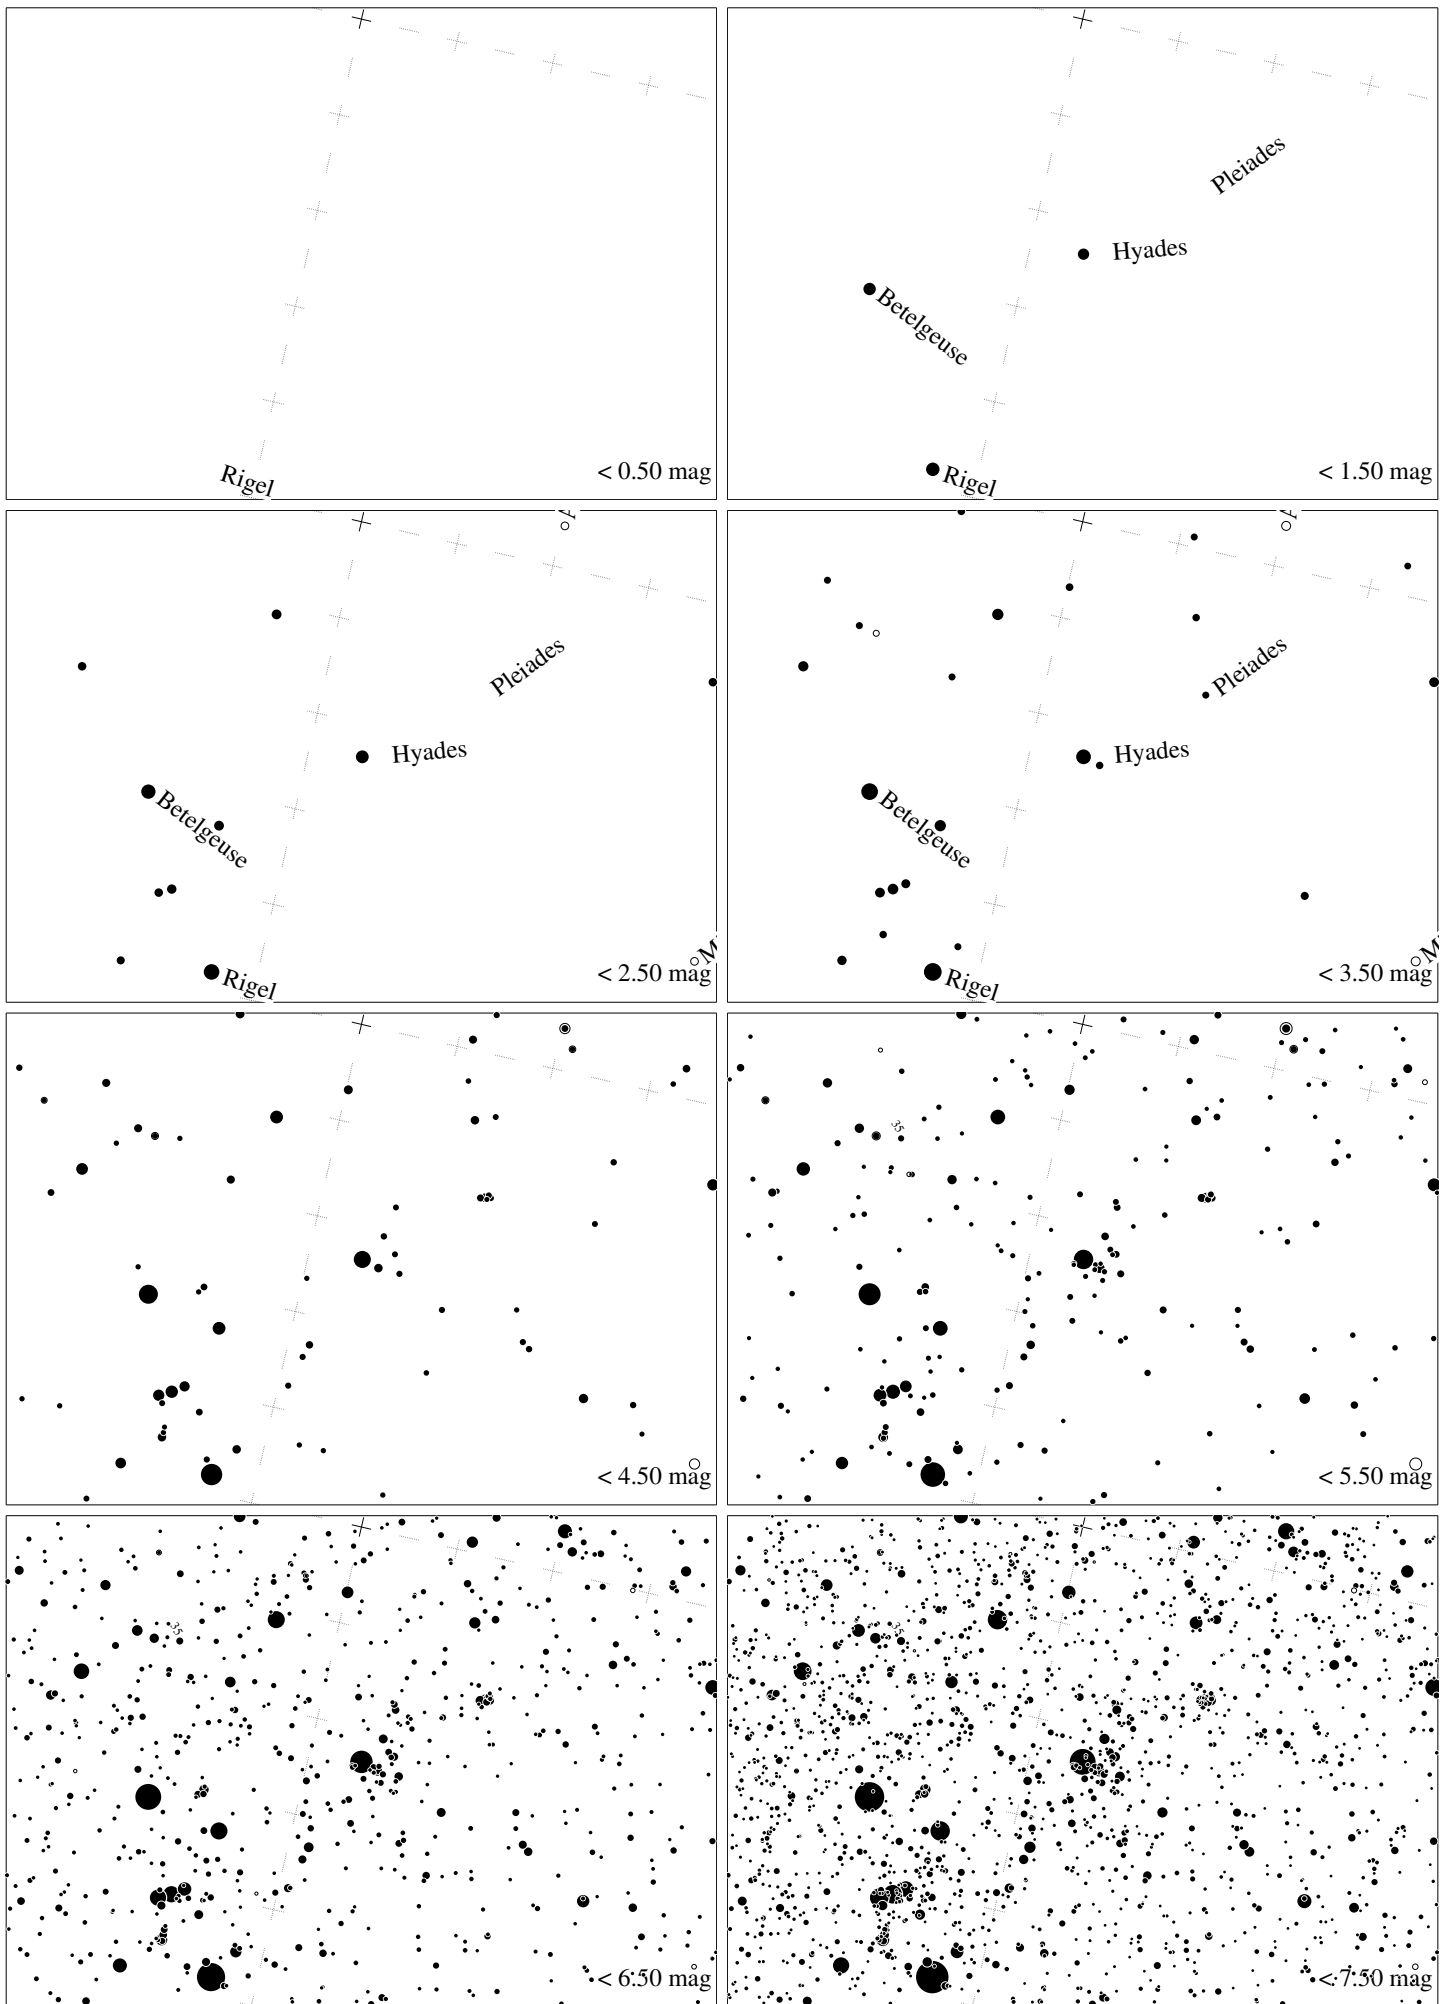 Rigel
< 0.50 mag
Pleiades
Hyades
Betelgeuse
Rigel
< 1.50 mag
Pleiades
Hyades
Betelgeuse
Rigel
< 2.50 mag
Pleiades
Hyades
Betelgeuse
Rigel
< 3.50 mag
< 4.50 mag
35
< 5.50 mag
35
< 6.50 mag
35
< 7.50 mag